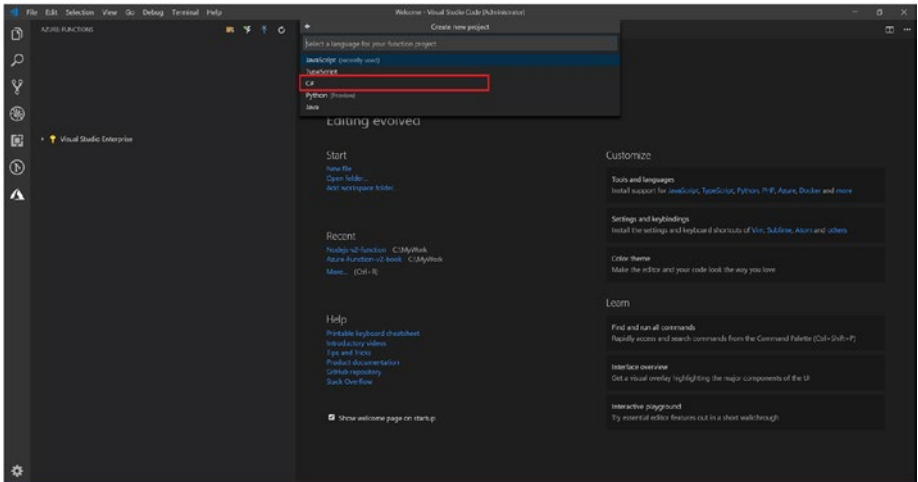 File Edit Selection View Go Debug Terminal Help
Welcome - Visual Studio Code [Administrator]
AZURE FUNCTIONS
Create new project
Select a language for your function project
JavaScript (recently used)
TypeScript
C#
Python (Preview)
Java
Visual Studio Enterprise
Editing evolved
Start
New file
Open folder...
Add workspace folder...
Recent
Nodejs-v2-function C:\MyWork
Azure-Function-v2-book C:\MyWork
More... (Ctrl+R)
Help
Printable keyboard cheatsheet
Introductory videos
Tips and Tricks
Product documentation
GitHub repository
Stack Overflow
Show welcome page on startup
Customize
Tools and languages
Install support for JavaScript, TypeScript, Python, PHP, Azure, Docker and more
Settings and keybindings
Install the settings and keyboard shortcuts of Vim, Sublime, Atom and others
Color theme
Make the editor and your code look the way you love
Learn
Find and run all commands
Rapidly access and search commands from the Command Palette (Ctrl+Shift+P)
Interface overview
Get a visual overlay highlighting the major components of the UI
Interactive playground
Try essential editor features out in a short walkthrough